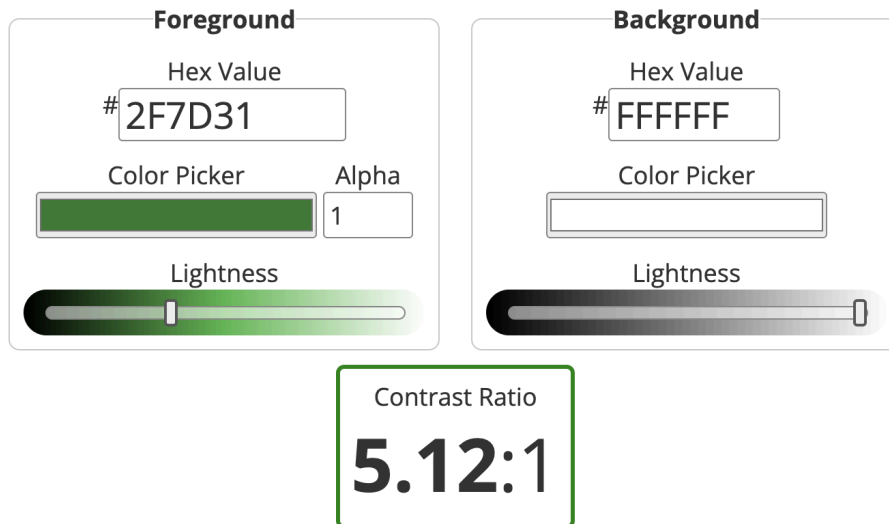 Foreground
Hex Value
# 2F7D31
Color Picker Alpha
1
Lightness
Background
Hex Value
# FFFFFF
Color Picker
Lightness
Contrast Ratio
5.12:1